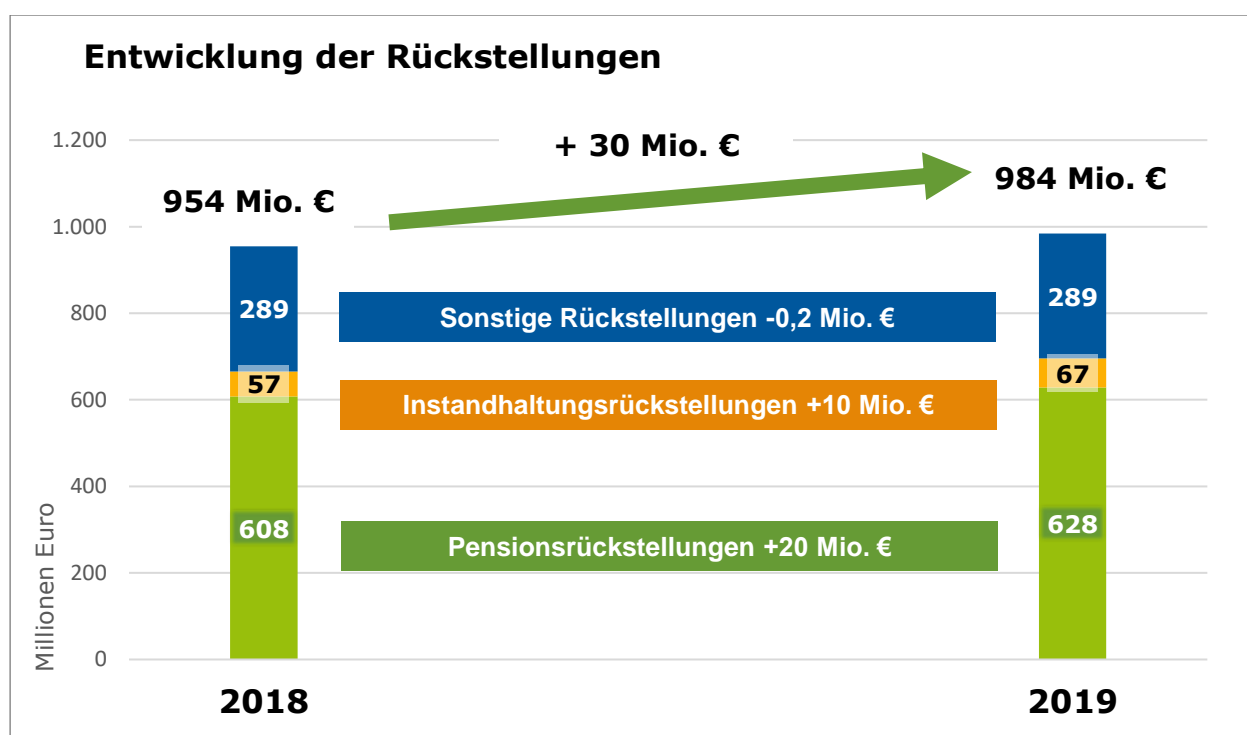 Entwicklung der Rückstellungen
+ 30 Mio. €
954 Mio. €
984 Mio. €
1.200
1.000
800
600
400
200
0
Millionen Euro
289
57
608
Sonstige Rückstellungen -0,2 Mio. €
Instandhaltungsrückstellungen +10 Mio. €
Pensionsrückstellungen +20 Mio. €
289
67
628
2018
2019